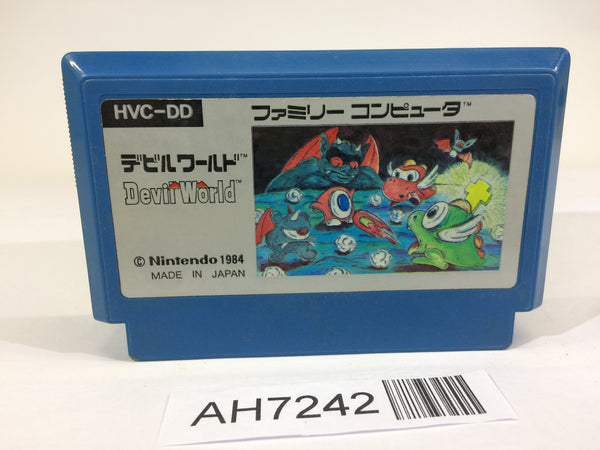 HVC-DD
ファミリー コンピュータ™
デビルワールド™
Devil World™
© Nintendo 1984
MADE IN JAPAN
AH7242